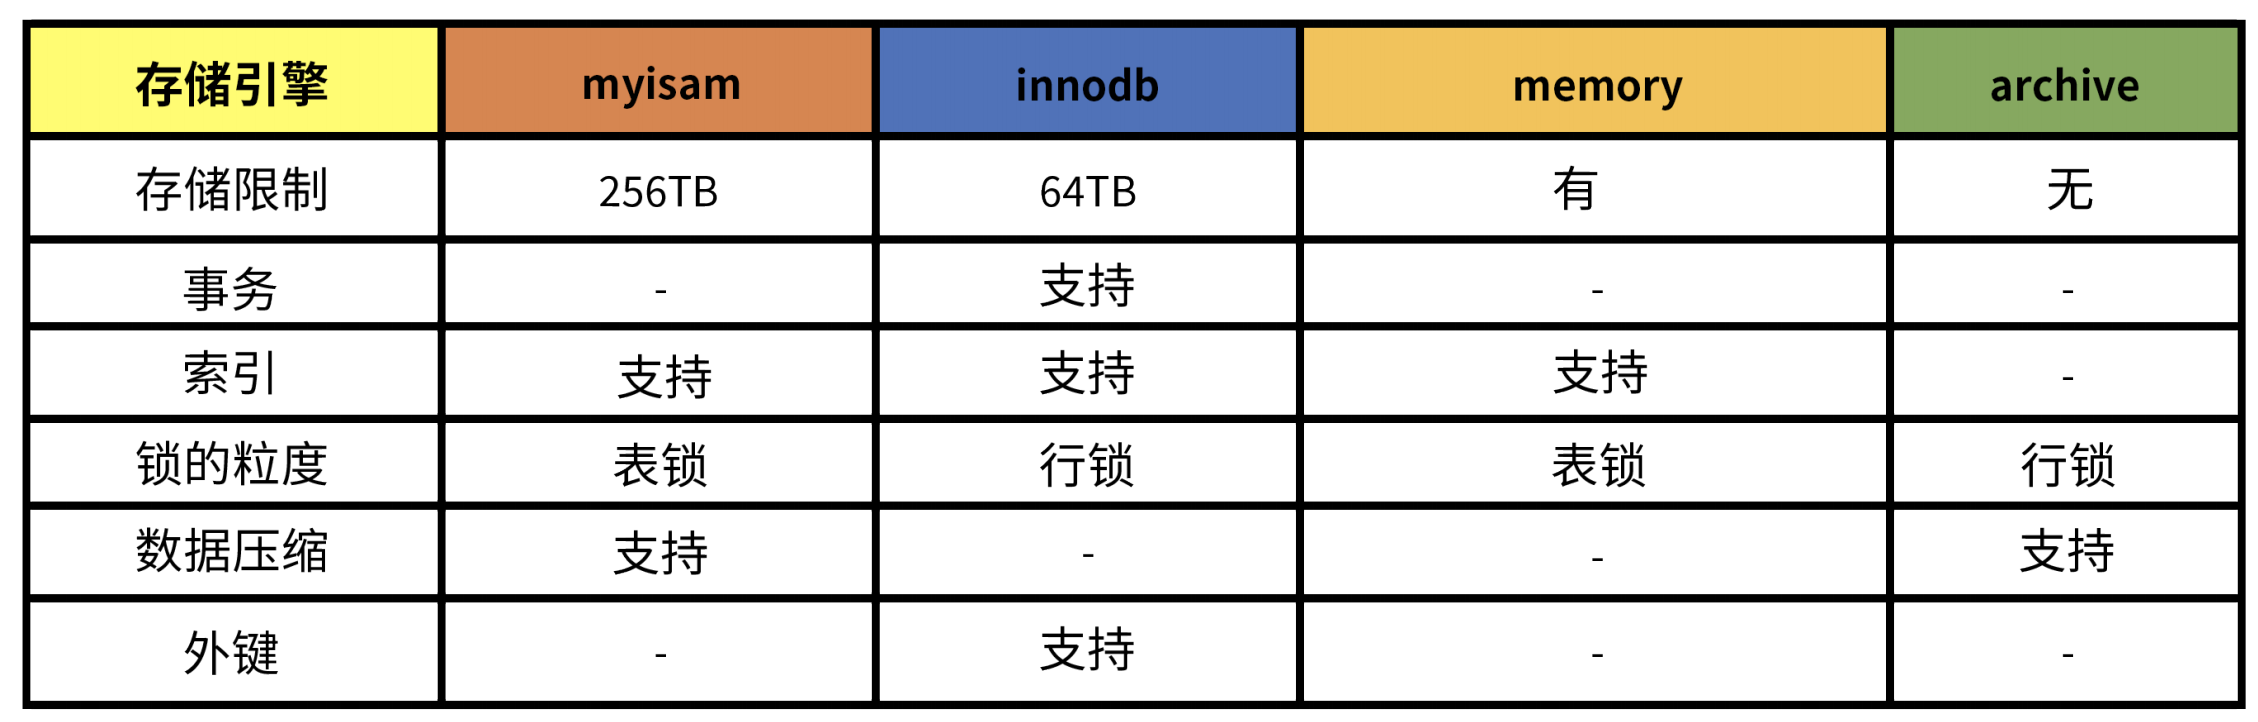 存储引擎 myisam innodb memory archive
存储限制 256TB 64TB 有 无
事务 - 支持 - -
索引 支持 支持 支持 -
锁的粒度 表锁 行锁 表锁 行锁
数据压缩 支持 - - 支持
外键 - 支持 - -